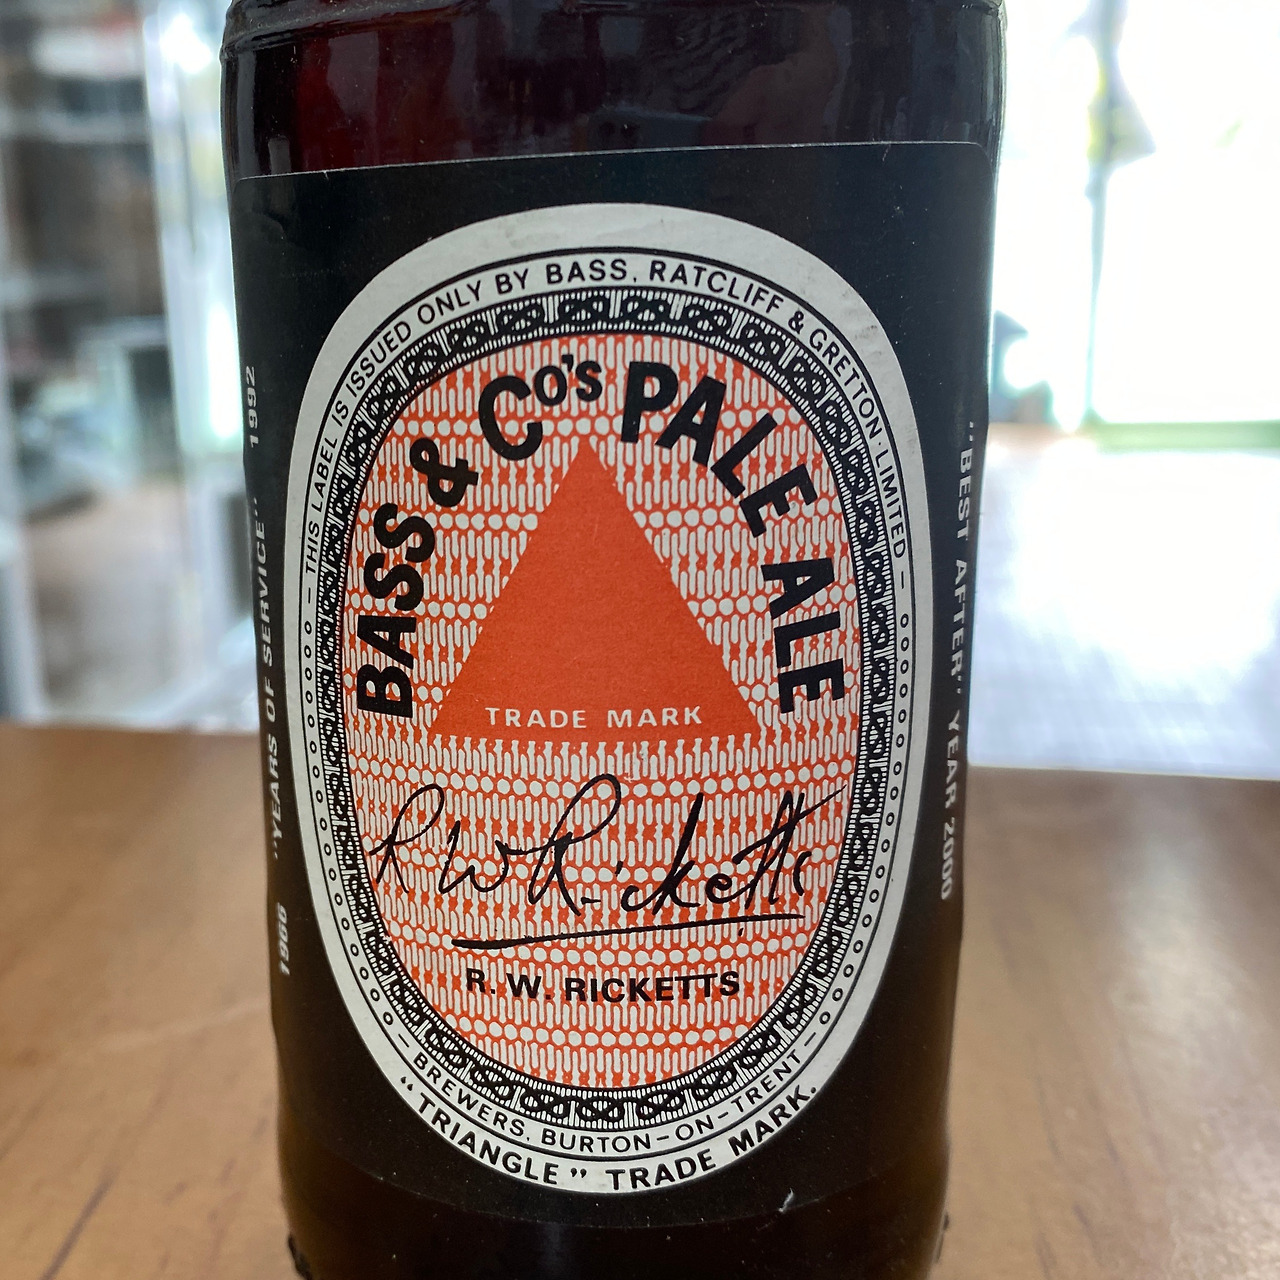 - THIS LABEL IS ISSUED ONLY BY BASS, RATCLIFF & GRETTON · LIMITED -
BASS & Co's PALE ALE
TRADE MARK
R W Ricketts
R. W. RICKETTS
- BREWERS, BURTON-ON-TRENT -
"TRIANGLE" TRADE MARK.
1966 "YEARS OF SERVICE" 1992
"BEST AFTER" YEAR 2000